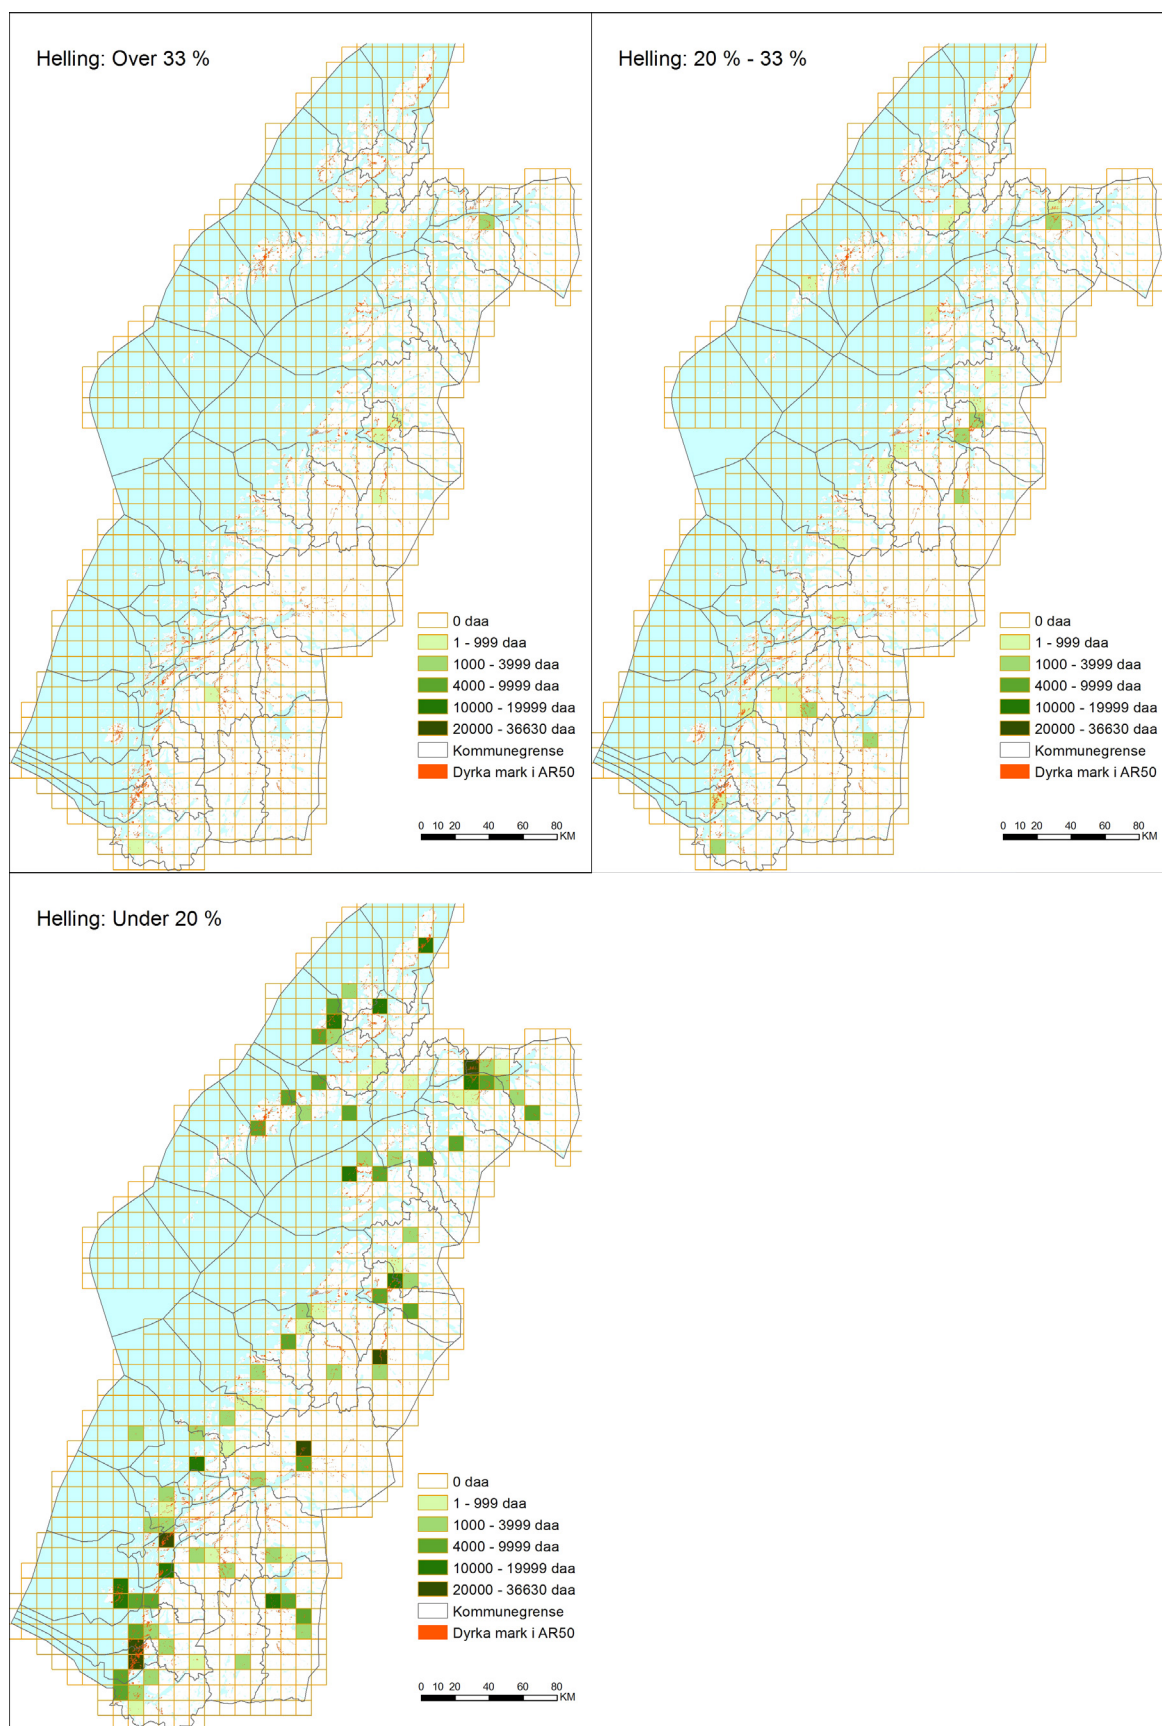 Helling: Over 33 %
0 daa
1 - 999 daa
1000 - 3999 daa
4000 - 9999 daa
10000 - 19999 daa
20000 - 36630 daa
Kommunegrense
Dyrka mark i AR50
0 10 20 40 60 80
KM
Helling: 20 % - 33 %
0 daa
1 - 999 daa
1000 - 3999 daa
4000 - 9999 daa
10000 - 19999 daa
20000 - 36630 daa
Kommunegrense
Dyrka mark i AR50
0 10 20 40 60 80
KM
Helling: Under 20 %
0 daa
1 - 999 daa
1000 - 3999 daa
4000 - 9999 daa
10000 - 19999 daa
20000 - 36630 daa
Kommunegrense
Dyrka mark i AR50
0 10 20 40 60 80
KM